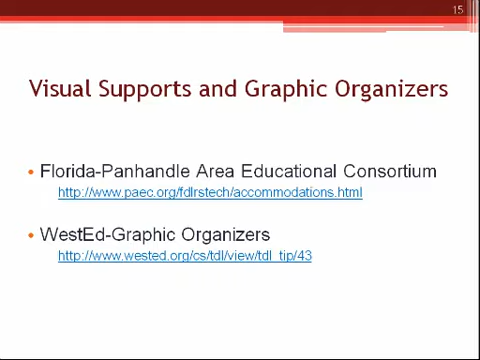 15
Visual Supports and Graphic Organizers
• Florida-Panhandle Area Educational Consortium
http://www.paec.org/fdlrstech/accommodations.html
• WestEd-Graphic Organizers
http://www.wested.org/cs/tdl/view/tdl_tip/43